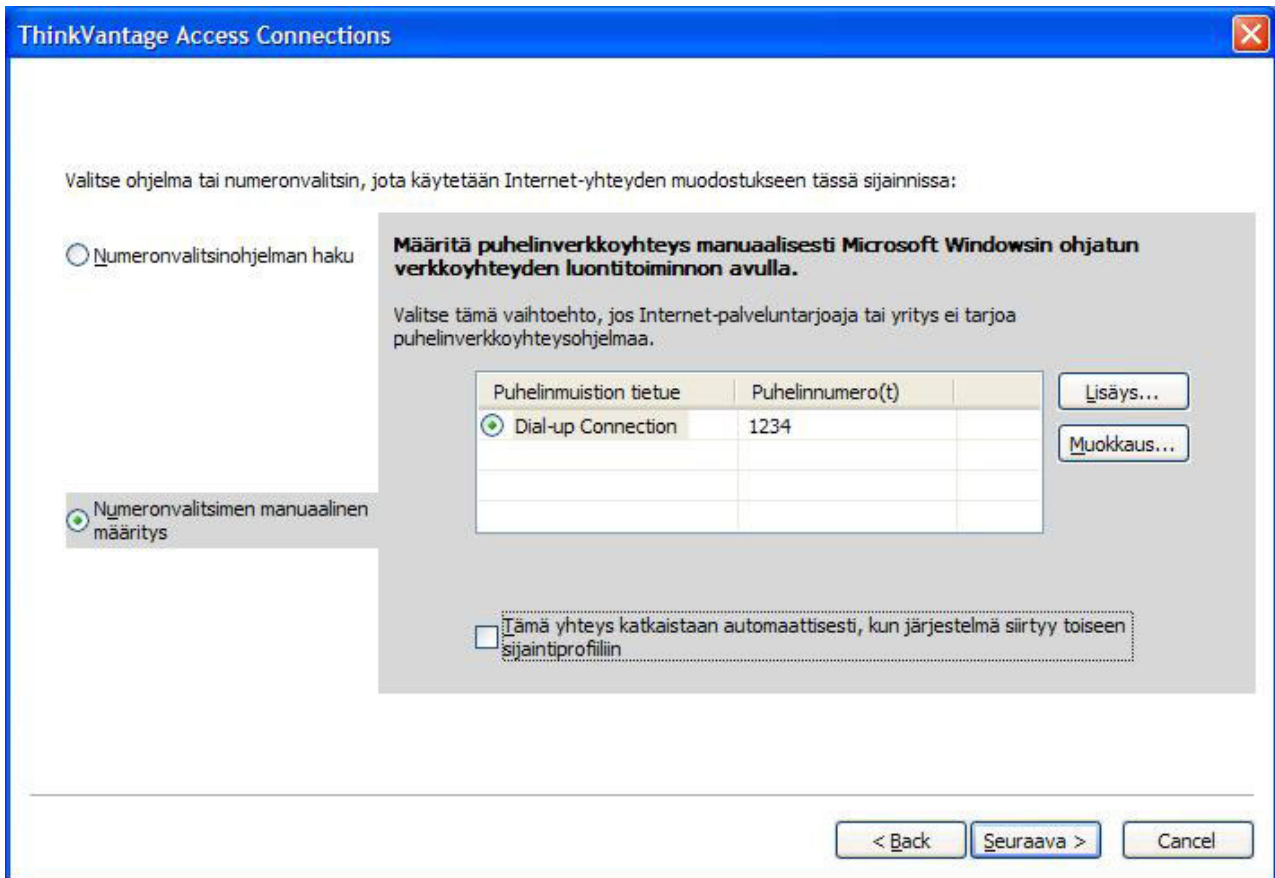 ThinkVantage Access Connections
Valitse ohjelma tai numeronvalitsin, jota käytetään Internet-yhteyden muodostukseen tässä sijainnissa:
Numeronvalitsinohjelman haku
Määritä puhelinverkkoyhteys manuaalisesti Microsoft Windowsin ohjatun
verkkoyhteyden luontitoiminnon avulla.
Valitse tämä vaihtoehto, jos Internet-palveluntarjoaja tai yritys ei tarjoa
puhelinverkkoyhteysohjelmaa.
Puhelinmuistion tietue Puhelinnumero(t)
Lisäys...
Dial-up Connection 1234
Muokkaus...
Numeronvalitsimen manuaalinen
määritys
Tämä yhteys katkaistaan automaattisesti, kun järjestelmä siirtyy toiseen
sijaintiprofiiliin
< Back Seuraava > Cancel